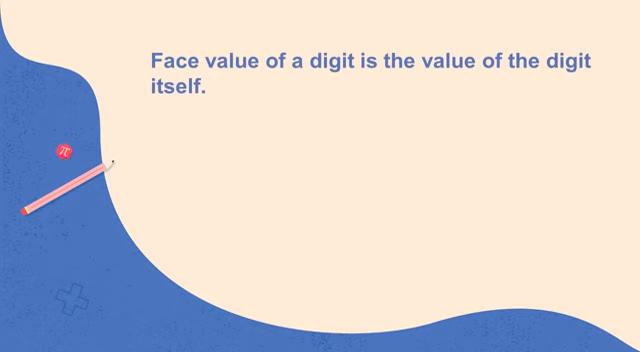 Face value of a digit is the value of the digit
itself.
π